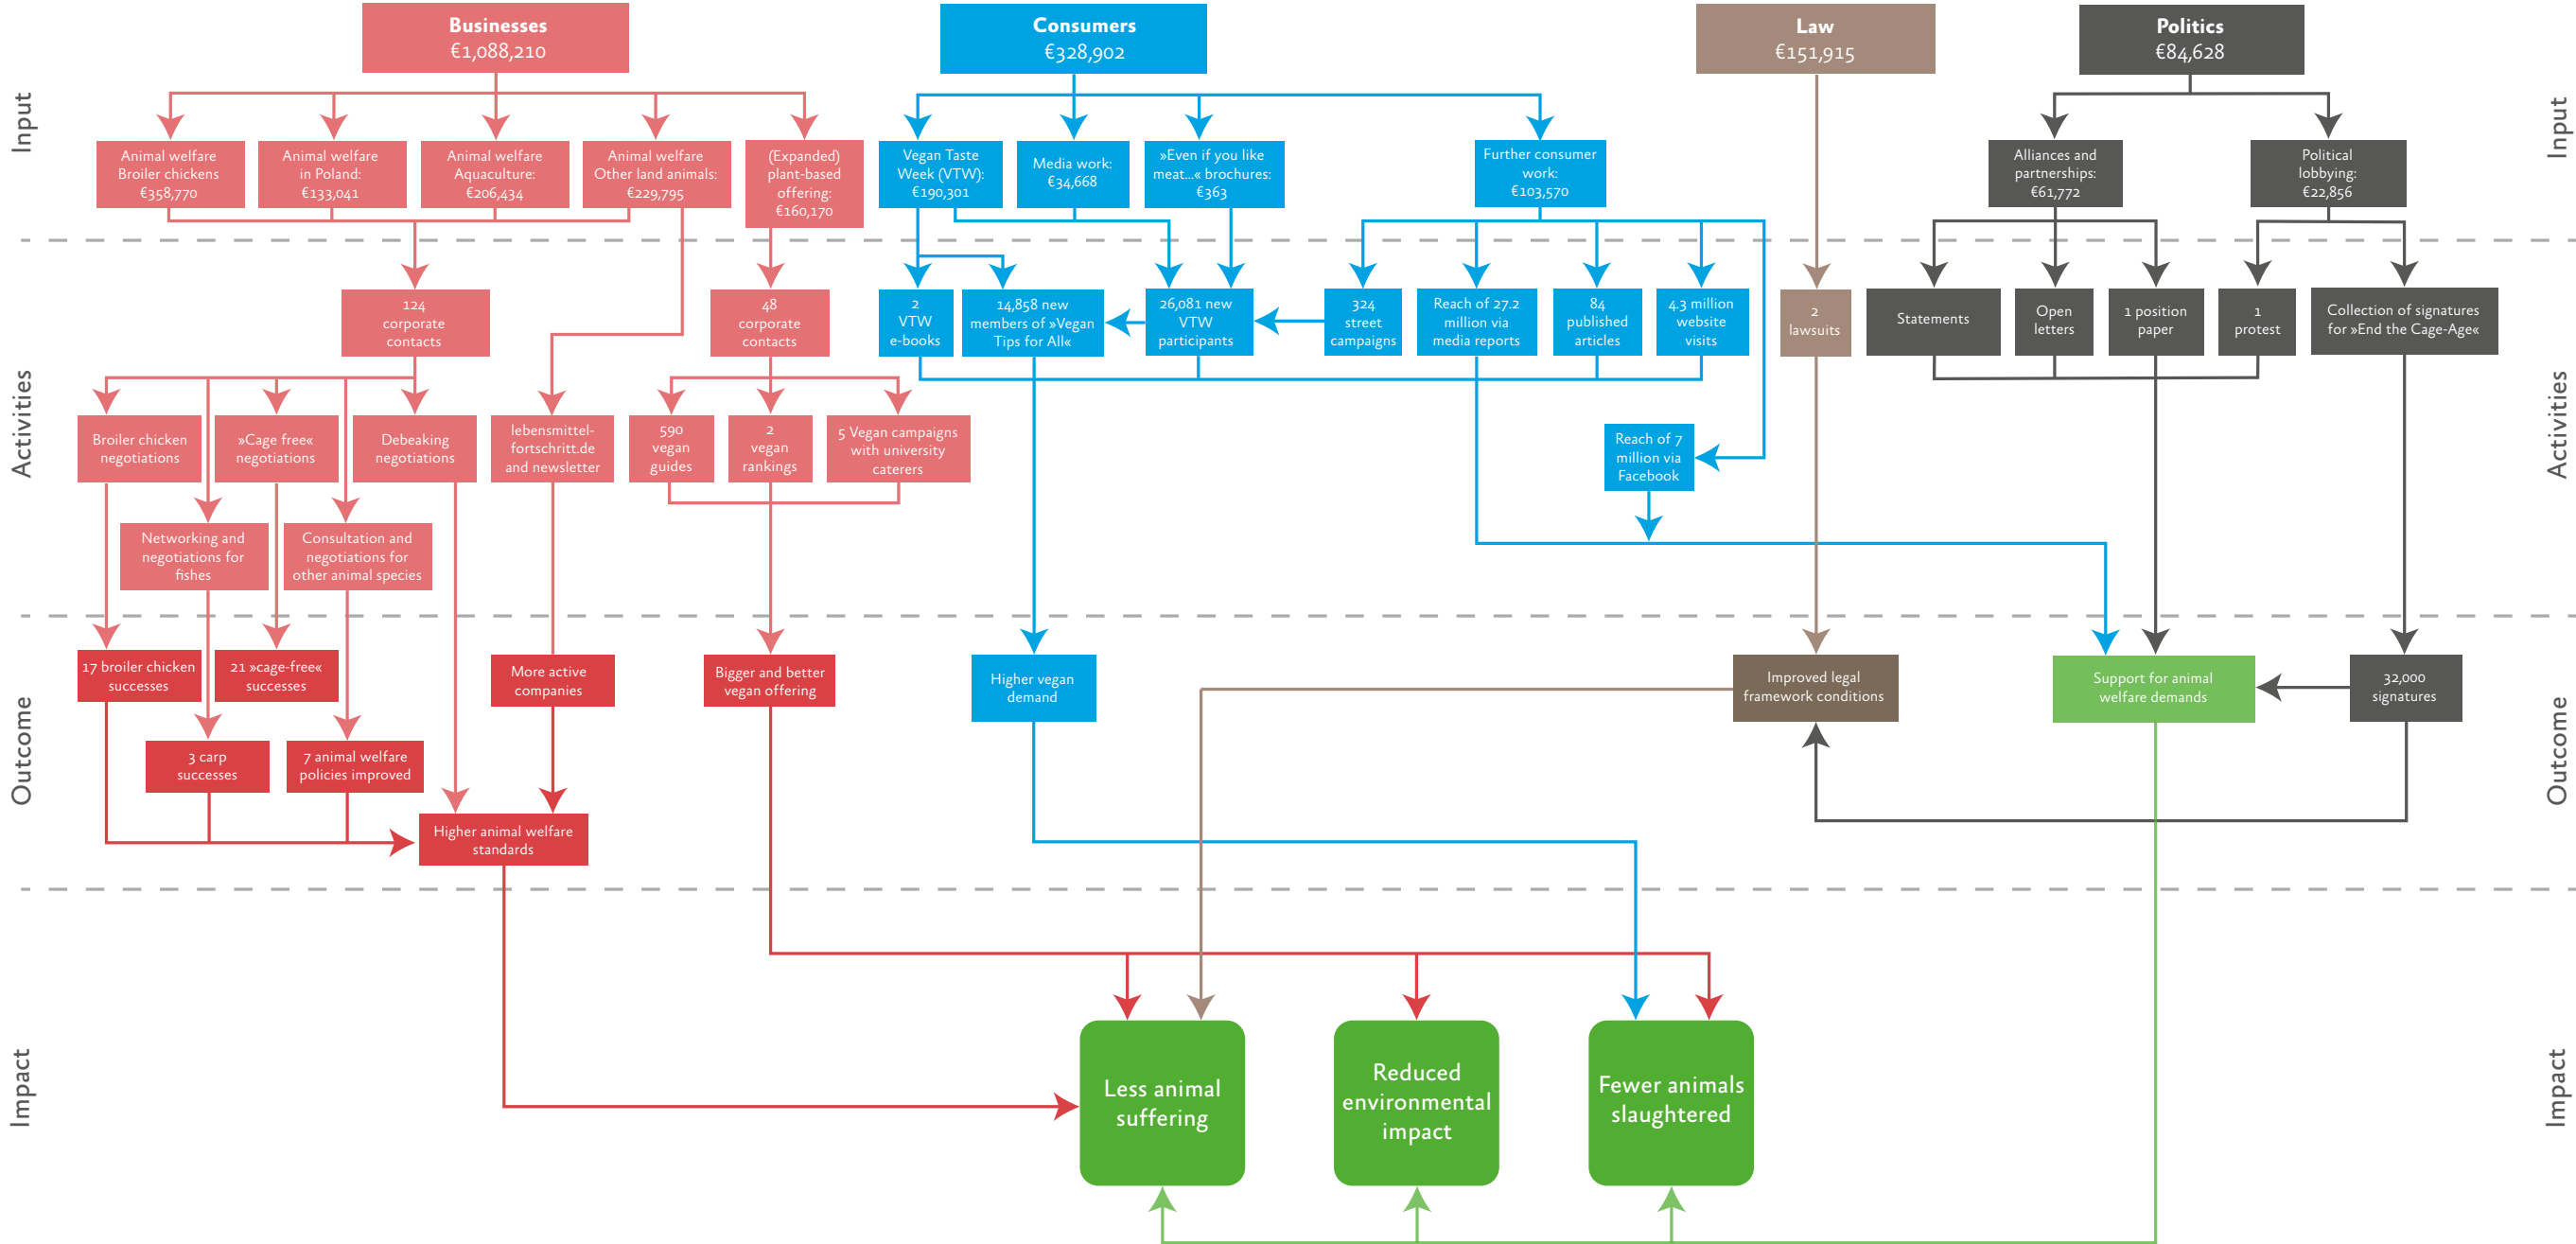 Businesses
€1,088,210
Consumers
€328,902
Law
€151,915
Politics
€84,628
Input
Input
Animal welfare
Broiler chickens
€358,770
Animal welfare
in Poland:
€133,041
Animal welfare
Aquaculture:
€206,434
Animal welfare
Other land animals:
€229,795
(Expanded)
plant-based
offering:
€160,170
Vegan Taste
Week (VTW):
€190,301
Media work:
€34,668
»Even if you like
meat...« brochures:
€363
Further consumer
work:
€103,570
Alliances and
partnerships:
€61,772
Political
lobbying:
€22,856
Activities
Activities
124
corporate
contacts
48
corporate
contacts
2
VTW
e-books
14,858 new
members of »Vegan
Tips for All«
26,081 new
VTW
participants
324
street
campaigns
Reach of 27.2
million via
media reports
84
published
articles
4.3 million
website
visits
2
lawsuits
Statements
Open
letters
1 position
paper
1
protest
Collection of signatures
for »End the Cage-Age«
Broiler chicken
negotiations
»Cage free«
negotiations
Debeaking
negotiations
lebensmittel-
fortschritt.de
and newsletter
590
vegan
guides
2
vegan
rankings
5 Vegan campaigns
with university
caterers
Reach of 7
million via
Facebook
Networking and
negotiations for
fishes
Consultation and
negotiations for
other animal species
Outcome
Outcome
17 broiler chicken
successes
21 »cage-free«
successes
More active
companies
Bigger and better
vegan offering
Higher vegan
demand
Improved legal
framework conditions
Support for animal
welfare demands
32,000
signatures
3 carp
successes
7 animal welfare
policies improved
Higher animal welfare
standards
Impact
Impact
Less animal
suffering
Reduced
environmental
impact
Fewer animals
slaughtered